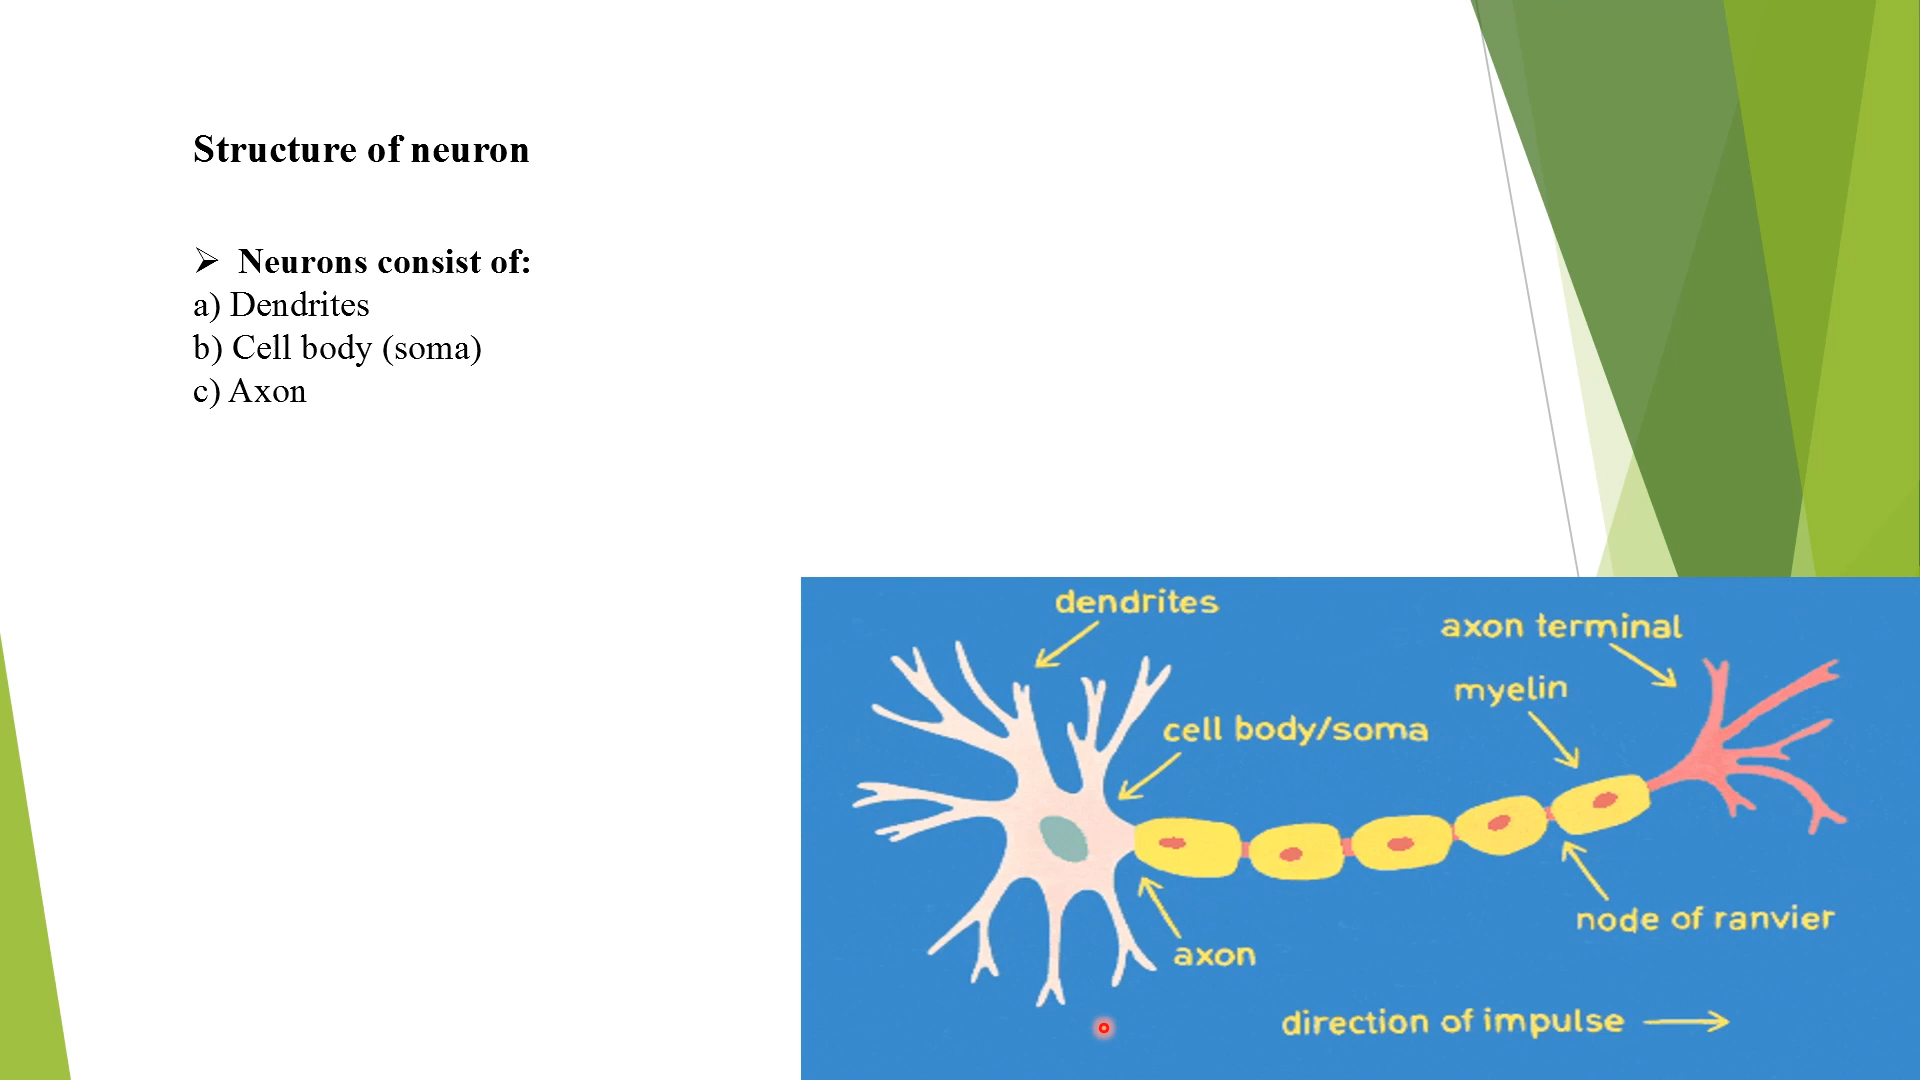 Structure of neuron
Neurons consist of:
a) Dendrites
b) Cell body (soma)
c) Axon
dendrites
axon terminal
myelin
cell body/soma
node of ranvier
axon
direction of impulse